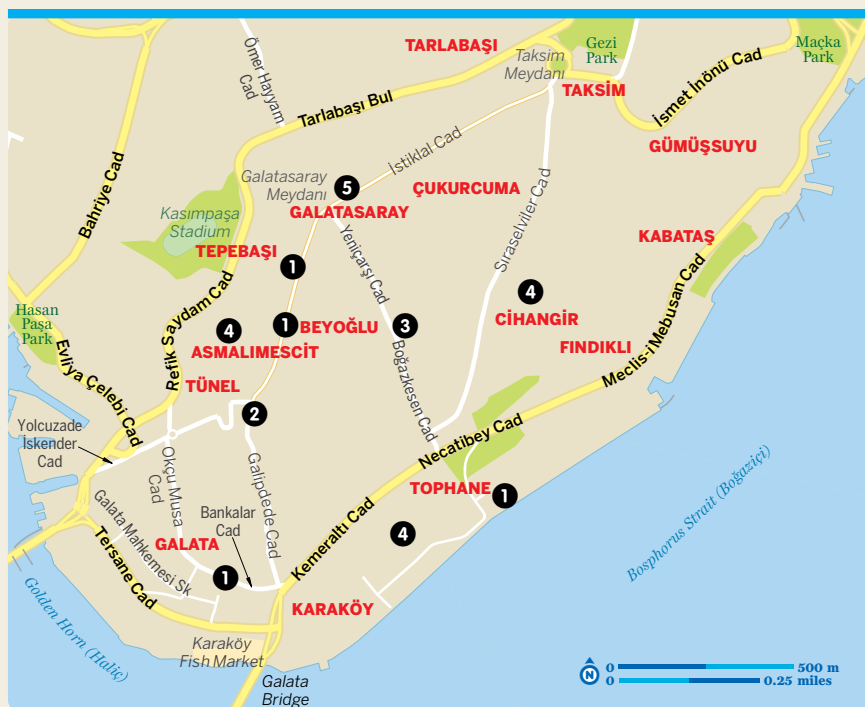 TARLABAŞI
Gezi
Park
Maçka
Park
Ömer Hayyam
Cad
Taksim
Meydanı
TAKSİM
İsmet İnönü Cad
Tarlabaşı Bul
GÜMÜŞSUYU
Bahriye Cad
İstiklal Cad
Galatasaray
Meydanı
5
ÇUKURCUMA
GALATASARAY
Kasımpaşa
Stadium
TEPEBAŞI
1
Yeniçarşı Cad
Sıraselviler Cad
KABATAŞ
Hasan
Paşa
Park
Refik Saydam Cad
4
1
BEYOĞLU
3
4
CİHANGİR
ASMALIMESCİT
FINDIKLI
Meclis-i Mebusan Cad
Evliya Çelebi Cad
TÜNEL
Boğazkesen Cad
2
Yolcuzade
İskender
Cad
Okçu Musa
Cad
Galipdede Cad
Necatibey Cad
TOPHANE
1
Bosphorus Strait (Boğaziçi)
Galata Mahkemesi Sk
Bankalar
Cad
Kemeraltı Cad
4
GALATA
Tersane Cad
1
KARAKÖY
Golden Horn (Haliç)
Karaköy
Fish Market
Galata
Bridge
N
0 500 m
0 0.25 miles